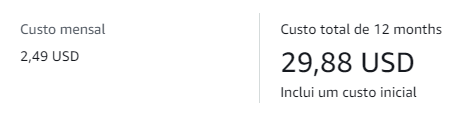 Custo mensal
2,49 USD
Custo total de 12 months
29,88 USD
Inclui um custo inicial